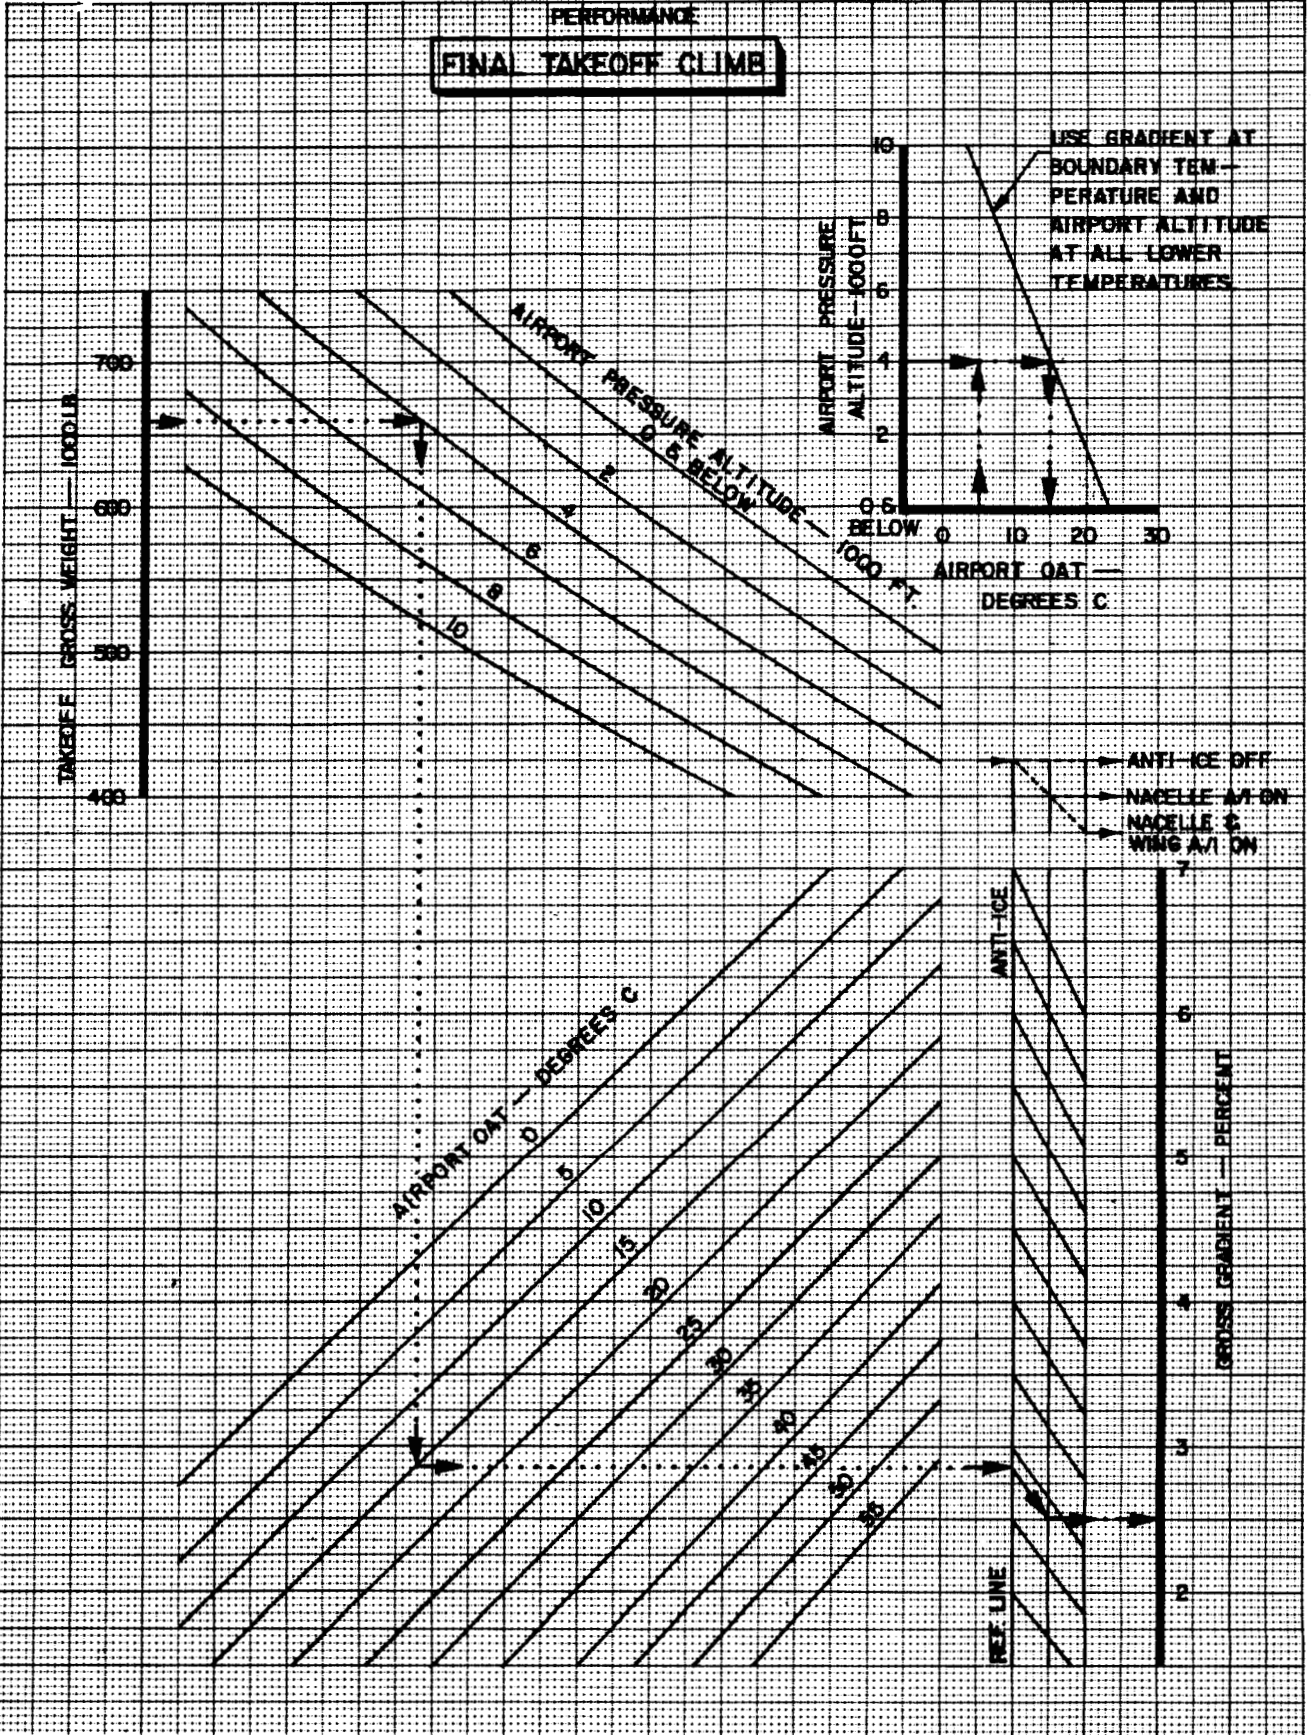 PERFORMANCE
FINAL TAKEOFF CLIMB
USE GRADIENT AT
BOUNDARY TEM—
PERATURE AND
AIRPORT ALTITUDE
AT ALL LOWER
TEMPERATURES.
AIRPORT PRESSURE
ALTITUDE—1000 FT
10
8
6
4
2
0 &
BELOW
0
10
20
30
AIRPORT OAT —
DEGREES C
TAKEOFF GROSS WEIGHT — 1000 LB.
700
600
500
400
AIRPORT PRESSURE ALTITUDE — 1000 FT.
0 & BELOW
2
4
6
8
10
ANTI ICE OFF
NACELLE A/I ON
NACELLE &
WING A/I ON
ANTI-ICE
REF. LINE
AIRPORT OAT — DEGREES C
0
5
10
15
20
25
30
35
40
45
50
55
7
6
5
4
3
2
GROSS GRADIENT — PERCENT